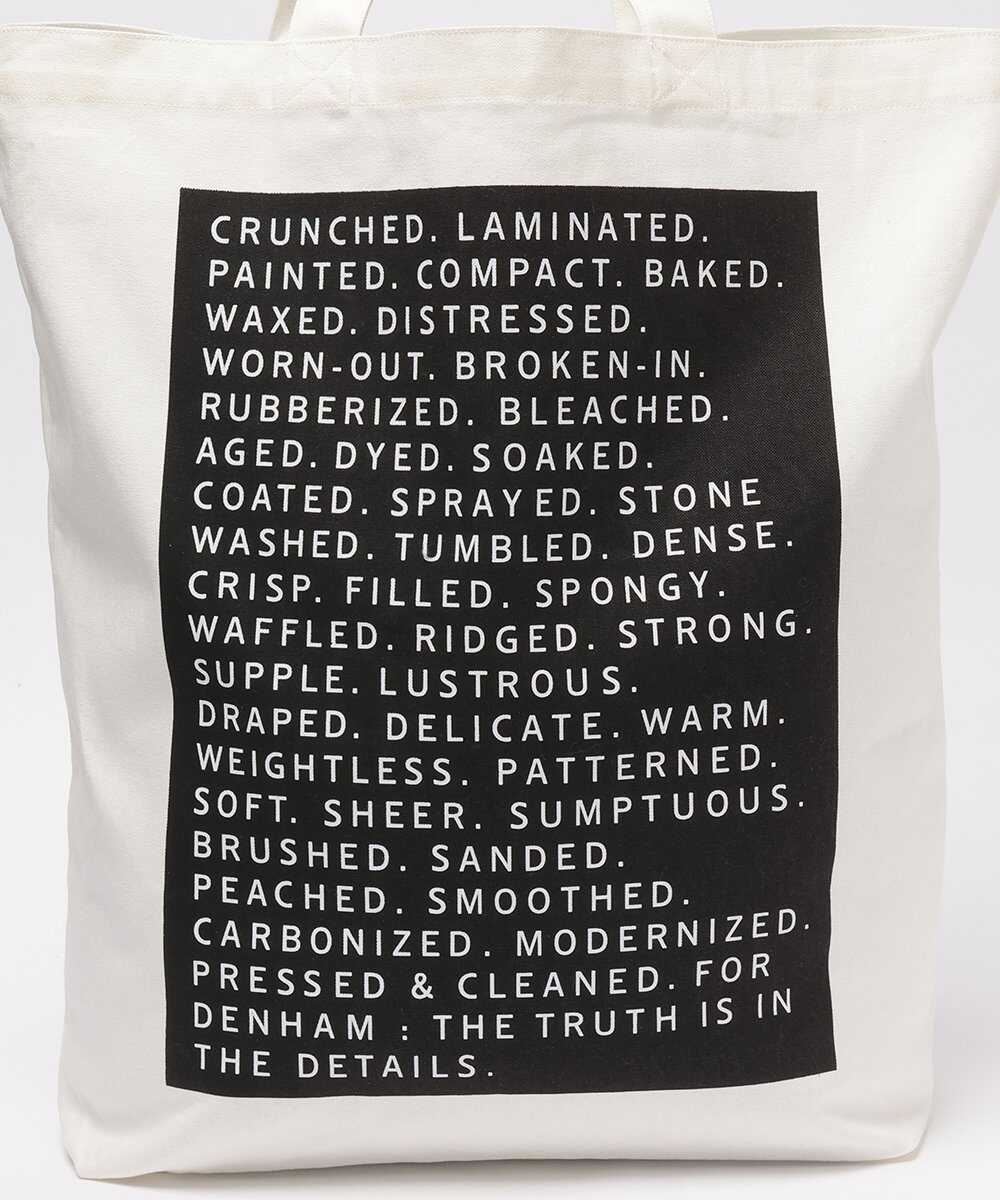 CRUNCHED. LAMINATED.
PAINTED. COMPACT. BAKED.
WAXED. DISTRESSED.
WORN-OUT. BROKEN-IN.
RUBBERIZED. BLEACHED.
AGED. DYED. SOAKED.
COATED. SPRAYED. STONE
WASHED. TUMBLED. DENSE.
CRISP. FILLED. SPONGY.
WAFFLED. RIDGED. STRONG.
SUPPLE. LUSTROUS.
DRAPED. DELICATE. WARM.
WEIGHTLESS. PATTERNED.
SOFT. SHEER. SUMPTUOUS.
BRUSHED. SANDED.
PEACHED. SMOOTHED.
CARBONIZED. MODERNIZED.
PRESSED & CLEANED. FOR
DENHAM : THE TRUTH IS IN
THE DETAILS.